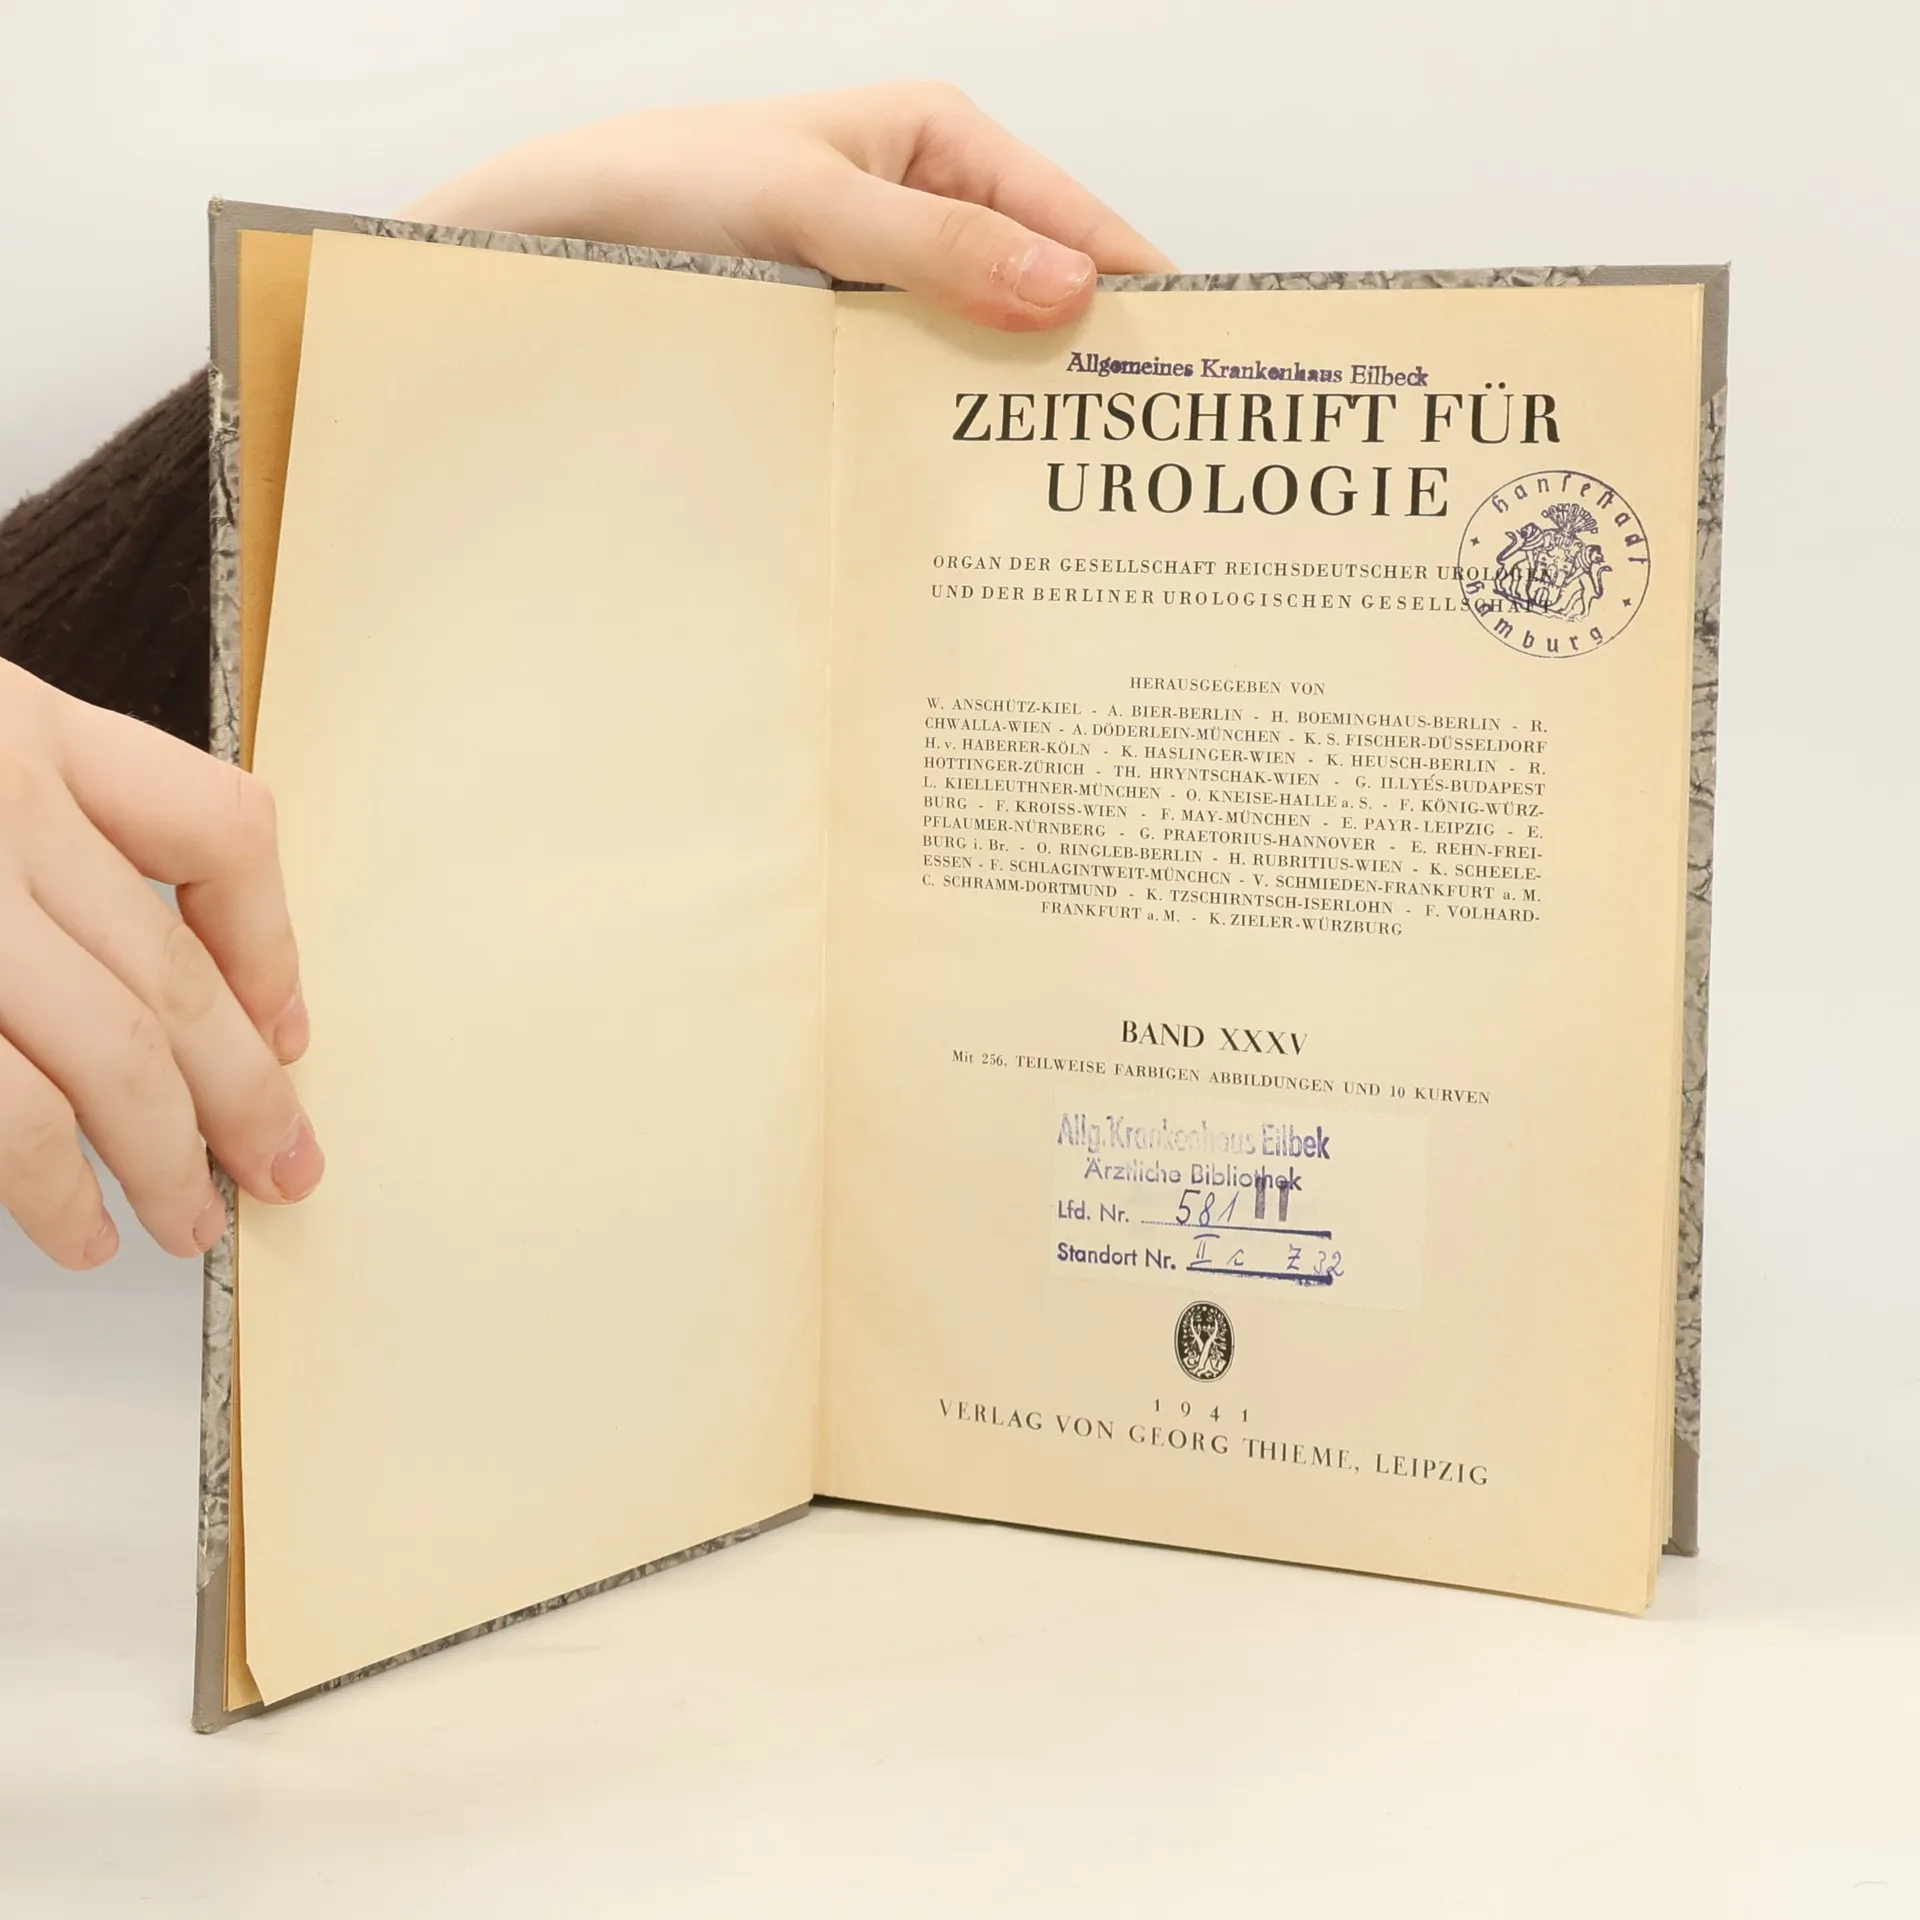 Allgemeines Krankenhaus Eilbeck
ZEITSCHRIFT FÜR
UROLOGIE
Hansestadt
Hamburg
ORGAN DER GESELLSCHAFT REICHSDEUTSCHER UROLOGEN
UND DER BERLINER UROLOGISCHEN GESELLSCHAFT
HERAUSGEGEBEN VON
W. ANSCHÜTZ-KIEL - A. BIER-BERLIN - H. BOEMINGHAUS-BERLIN - R.
CHWALLA-WIEN - A. DÖDERLEIN-MÜNCHEN - K. S. FISCHER-DÜSSELDORF
H. v. HABERER-KÖLN - K. HASLINGER-WIEN - K. HEUSCH-BERLIN - R.
HOTTINGER-ZÜRICH - TH. HRYNTSCHAK-WIEN - G. ILLYÉS-BUDAPEST
L. KIELLEUTHNER-MÜNCHEN - O. KNEISE-HALLE a. S. - F. KÖNIG-WÜRZ-
BURG - F. KROISS-WIEN - F. MAY-MÜNCHEN - E. PAYR-LEIPZIG - E.
PFLAUMER-NÜRNBERG - G. PRAETORIUS-HANNOVER - E. REHN-FREI-
BURG i. Br. - O. RINGLEB-BERLIN - H. RUBRITIUS-WIEN - K. SCHEELE-
ESSEN - F. SCHLAGINTWEIT-MÜNCHCN - V. SCHMIEDEN-FRANKFURT a. M.
C. SCHRAMM-DORTMUND - K. TZSCHIRNTSCH-ISERLOHN - F. VOLHARD-
FRANKFURT a. M. - K. ZIELER-WÜRZBURG
BAND XXXV
Mit 256, TEILWEISE FARBIGEN ABBILDUNGEN UND 10 KURVEN
Allg. Krankenhaus Eilbek
Ärztliche Bibliothek
Lfd. Nr. 581 II
Standort Nr. II c Z 32
1941
VERLAG VON GEORG THIEME, LEIPZIG